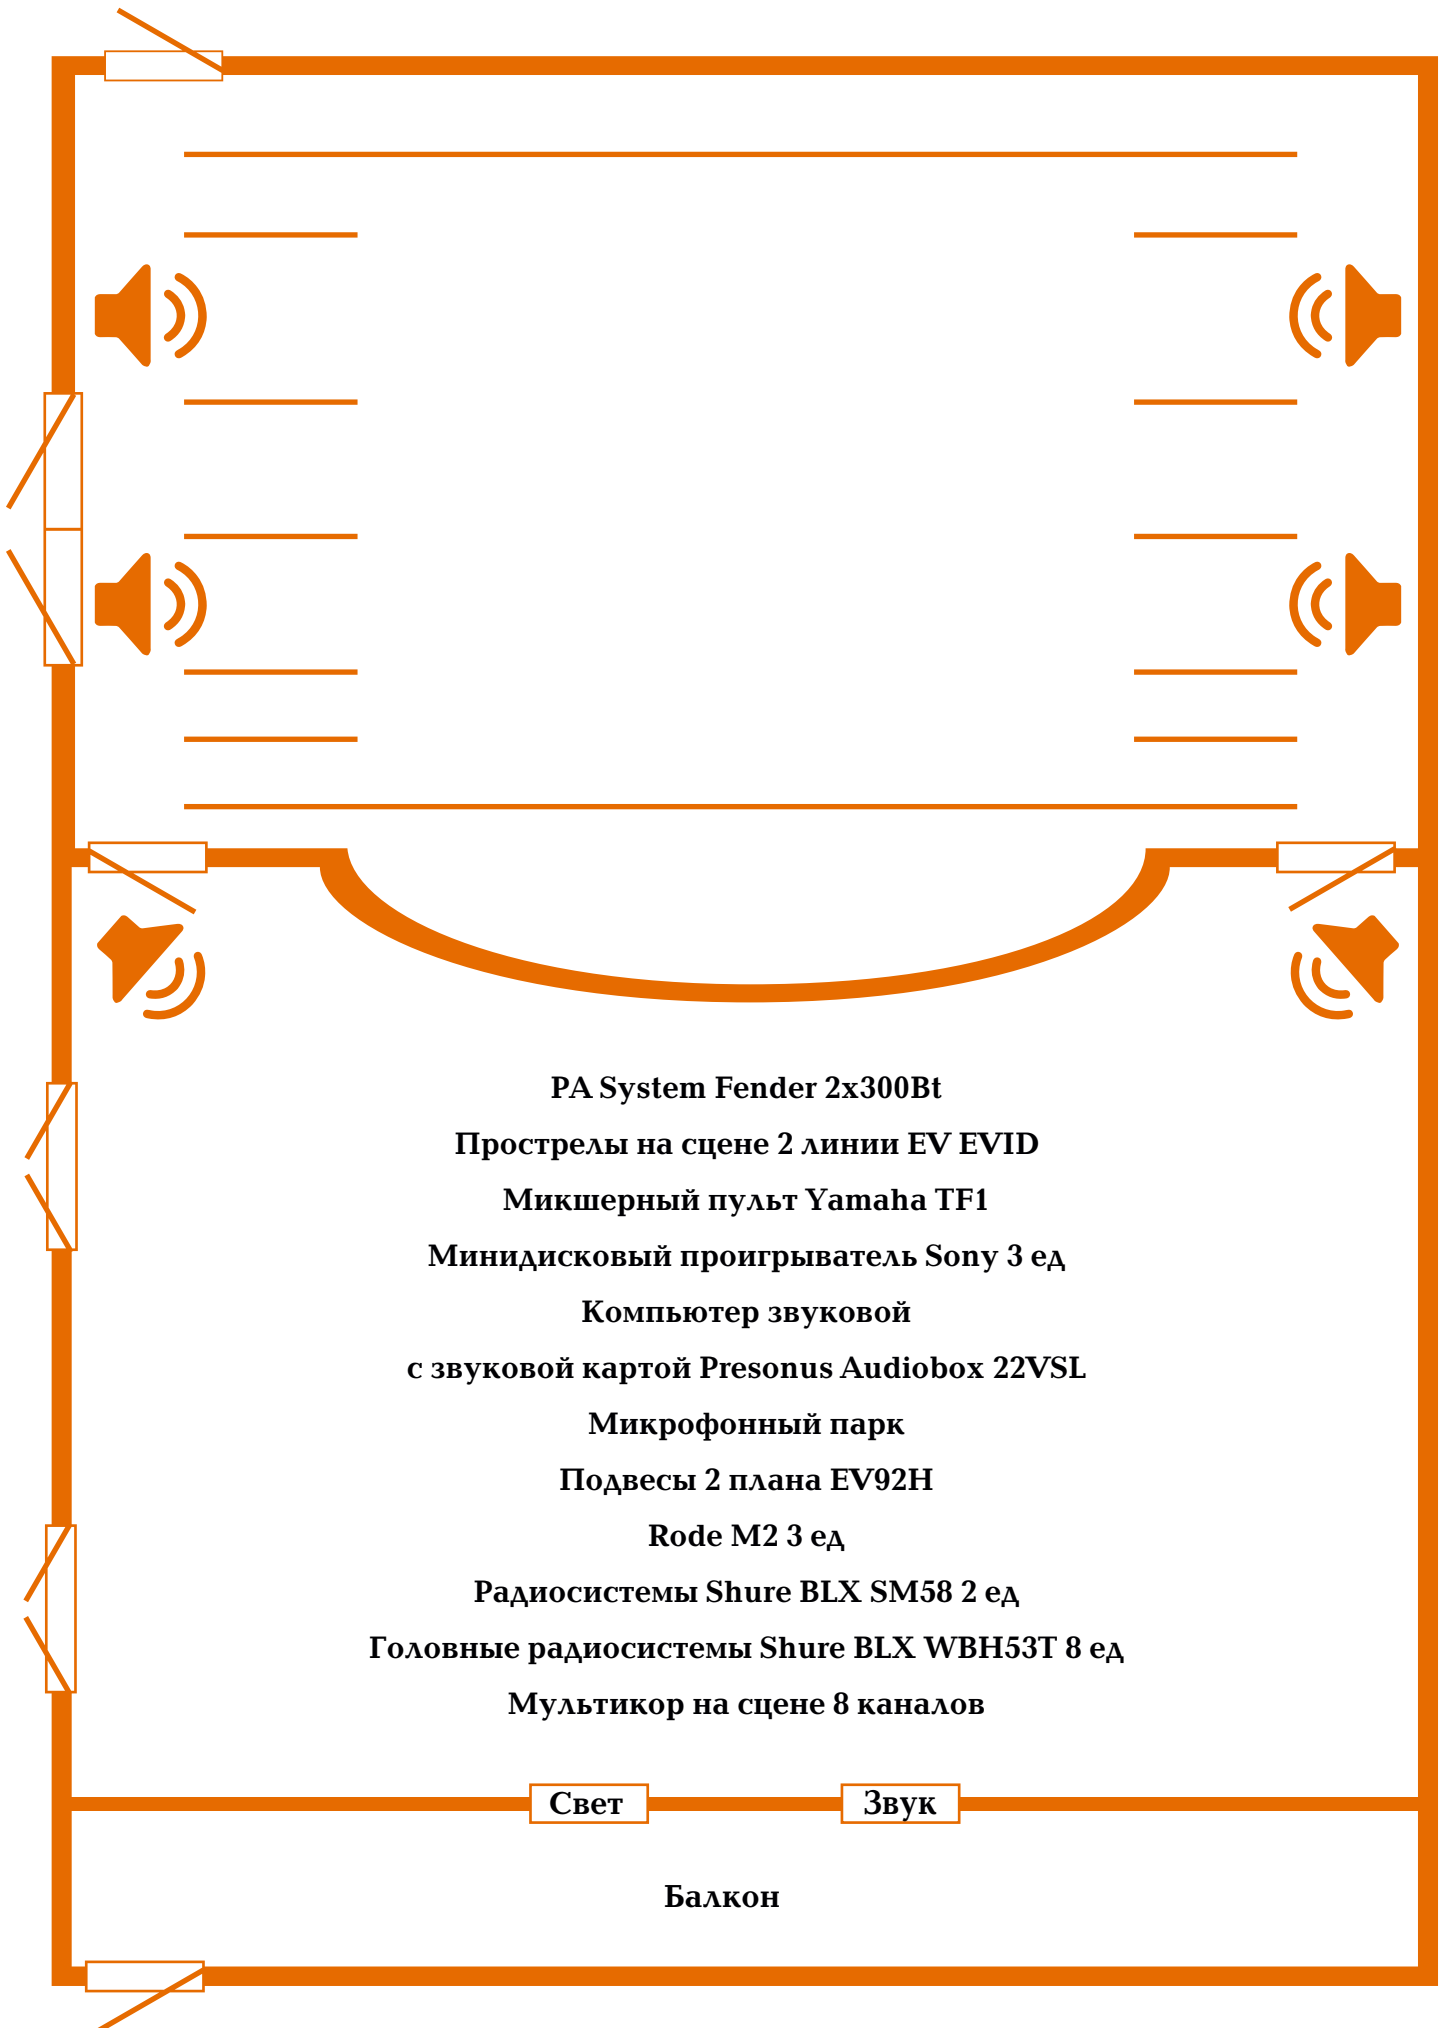 PA System Fender 2x300Bt
Прострелы на сцене 2 линии EV EVID
Микшерный пульт Yamaha TF1
Минидисковый проигрыватель Sony 3 ед
Компьютер звуковой
с звуковой картой Presonus Audiobox 22VSL
Микрофонный парк
Подвесы 2 плана EV92H
Rode M2 3 ед
Радиосистемы Shure BLX SM58 2 ед
Головные радиосистемы Shure BLX WBH53T 8 ед
Мультикор на сцене 8 каналов
Свет Звук
Балкон